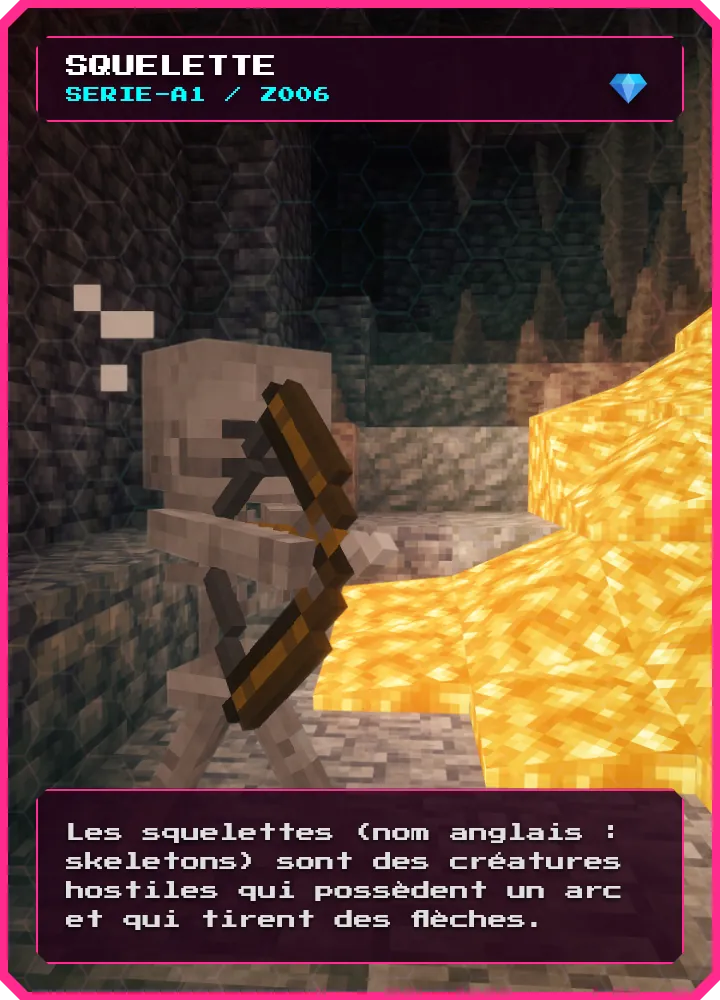 SQUELETTE
SERIE-A1 / Z006
Les squelettes (nom anglais :
skeletons) sont des créatures
hostiles qui possèdent un arc
et qui tirent des flèches.